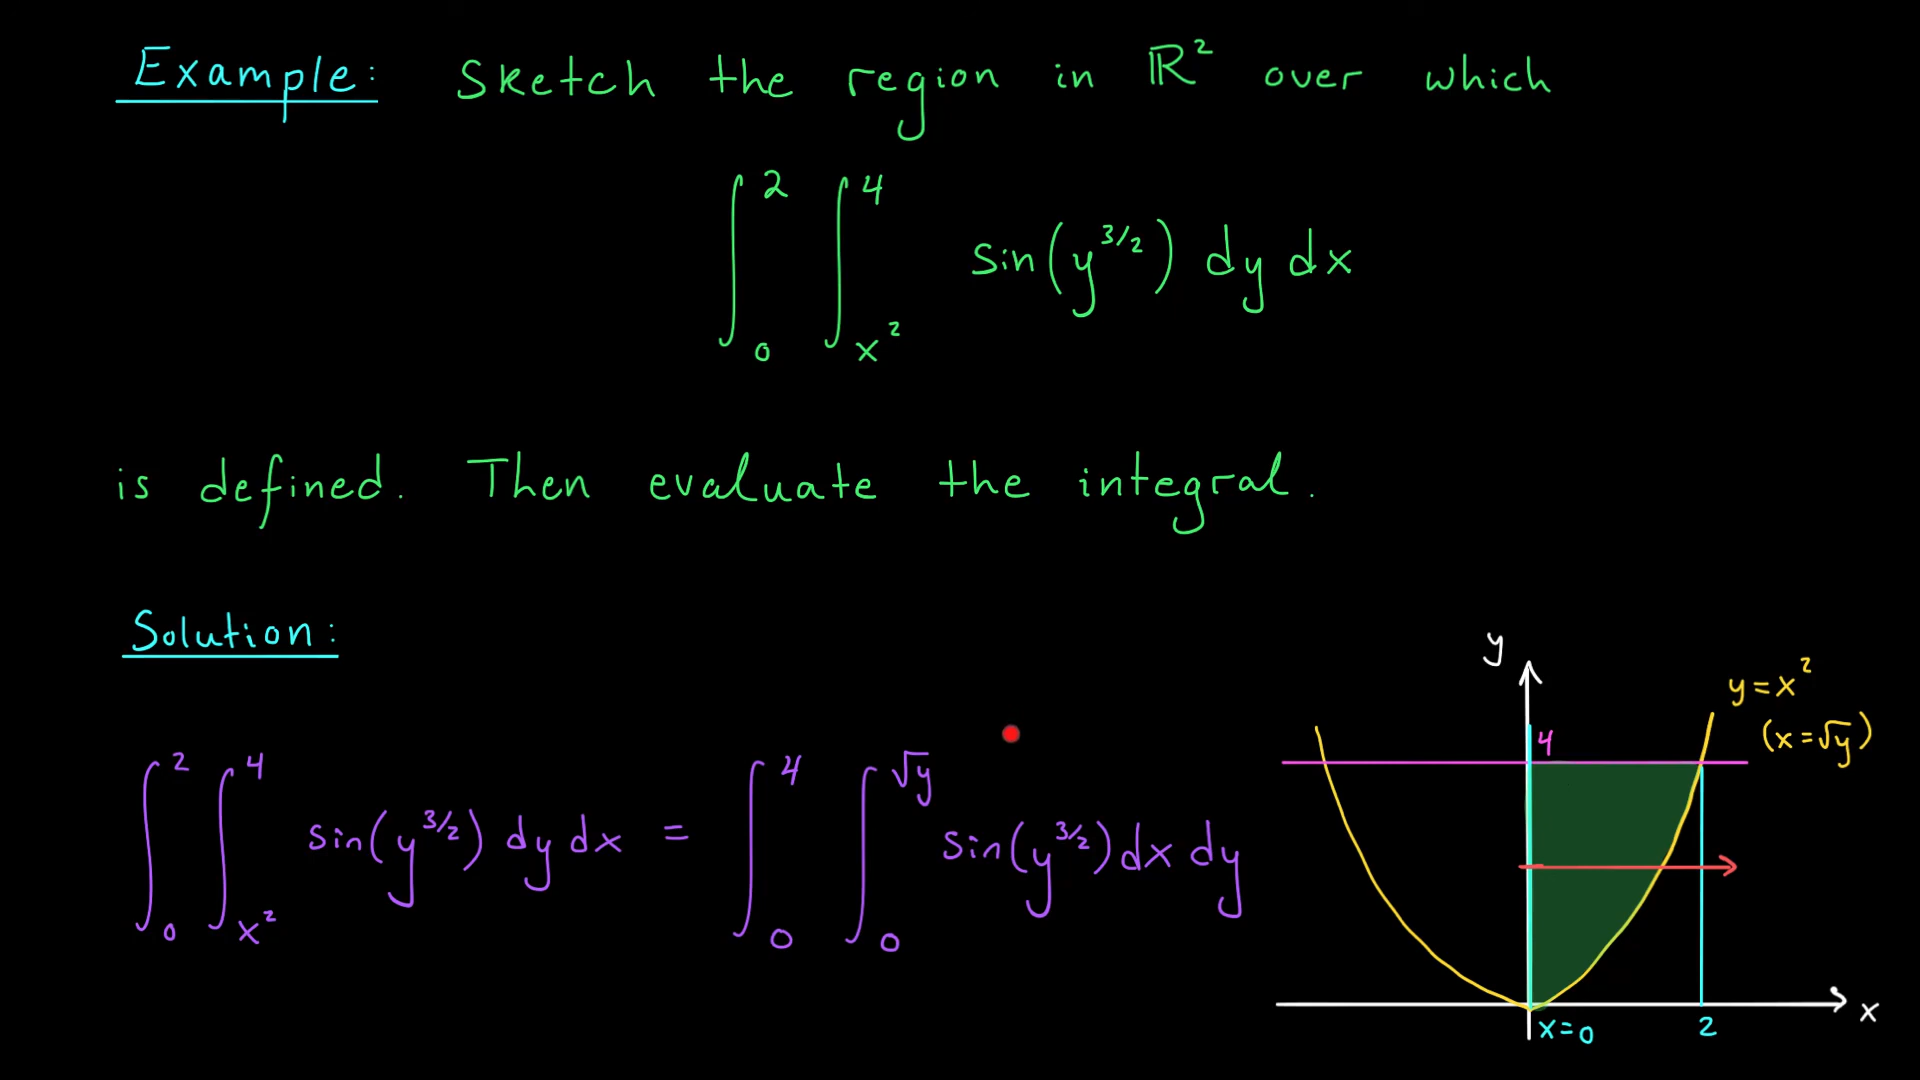 Example: Sketch the region in ℝ² over which
∫₀² ∫ₓ²⁴ sin(y^{3/2}) dy dx
is defined. Then evaluate the integral.
Solution:
∫₀² ∫_{x²}^{4} sin(y^{3/2}) dy dx = ∫₀⁴ ∫₀^{√y} sin(y^{3/2}) dx dy
y
y = x²
(x = √y)
4
x
x = 0
2